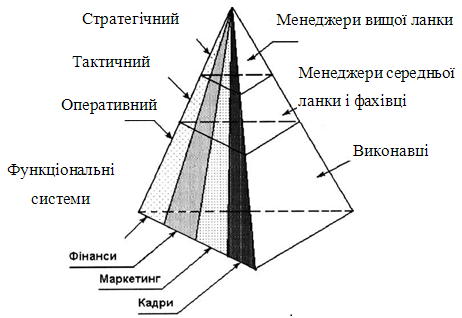 Стратегічний
Менеджери вищої ланки
Тактичний
Менеджери середньої
ланки і фахівці
Оперативний
Виконавці
Функціональні
системи
Фінанси
Маркетинг
Кадри